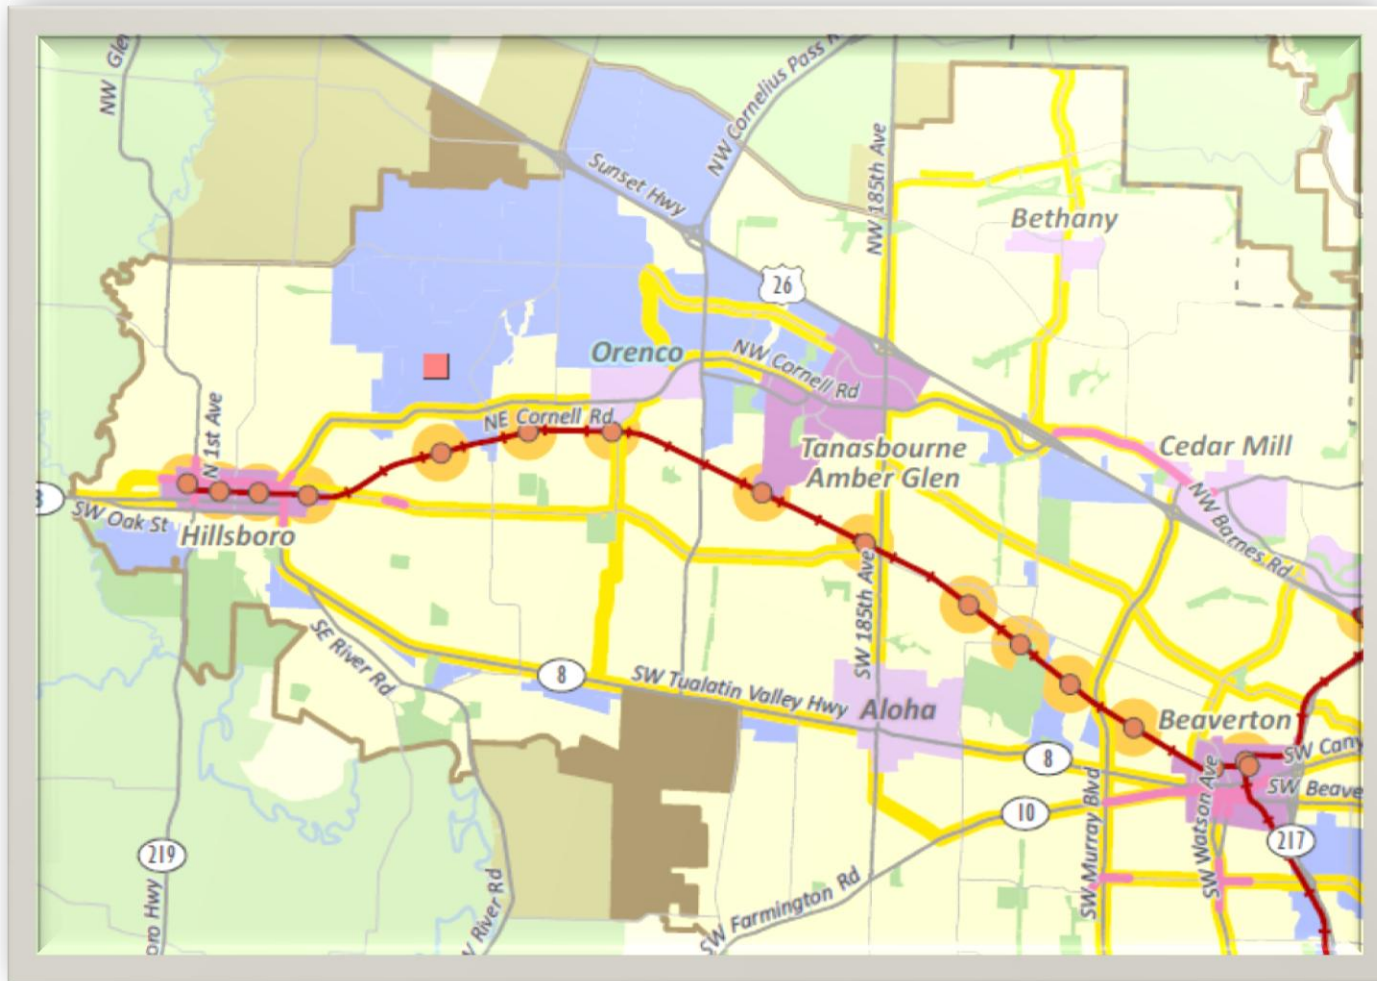 NW Gle
NW Cornelius Pass R
Sunset Hwy
NW 185th Ave
Bethany
26
Orenco
NW Cornell Rd
N 1st Ave
NE Cornell Rd
Tanasbourne
Amber Glen
Cedar Mill
NW Barnes Rd
SW Oak St
Hillsboro
SE River Rd
8
SW Tualatin Valley Hwy
SW 185th Ave
Aloha
Beaverton
SW Cany
8
SW Beave
10
SW Murray Blvd
SW Watson Ave
217
219
oro Hwy
River Rd
SW Farmington Rd